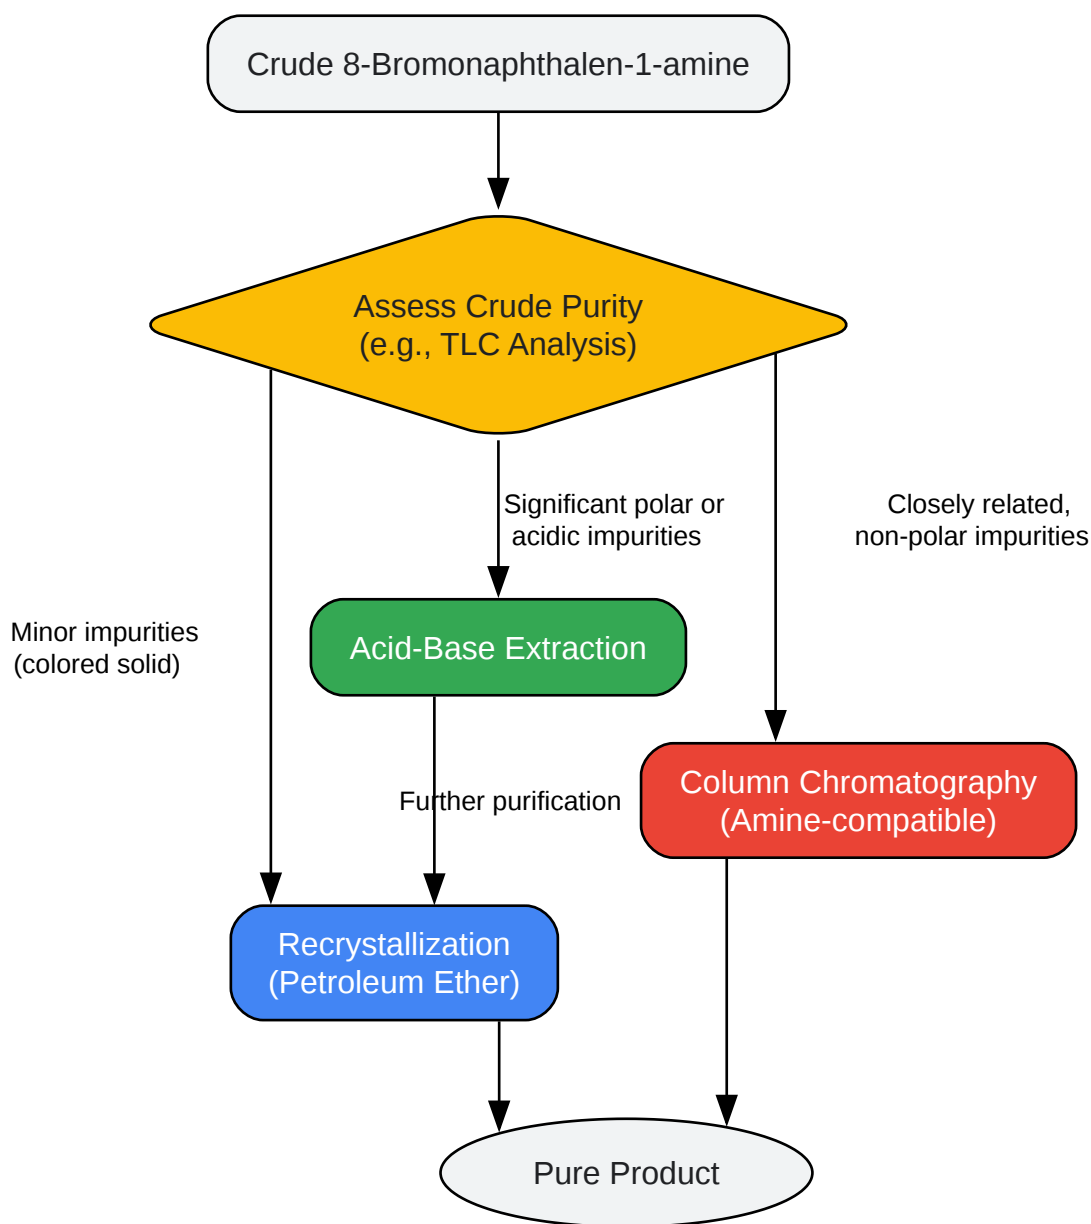 Crude 8-Bromonaphthalen-1-amine
Assess Crude Purity
(e.g., TLC Analysis)
Significant polar or
acidic impurities
Closely related,
non-polar impurities
Minor impurities
(colored solid)
Acid-Base Extraction
Column Chromatography
(Amine-compatible)
Further purification
Recrystallization
(Petroleum Ether)
Pure Product